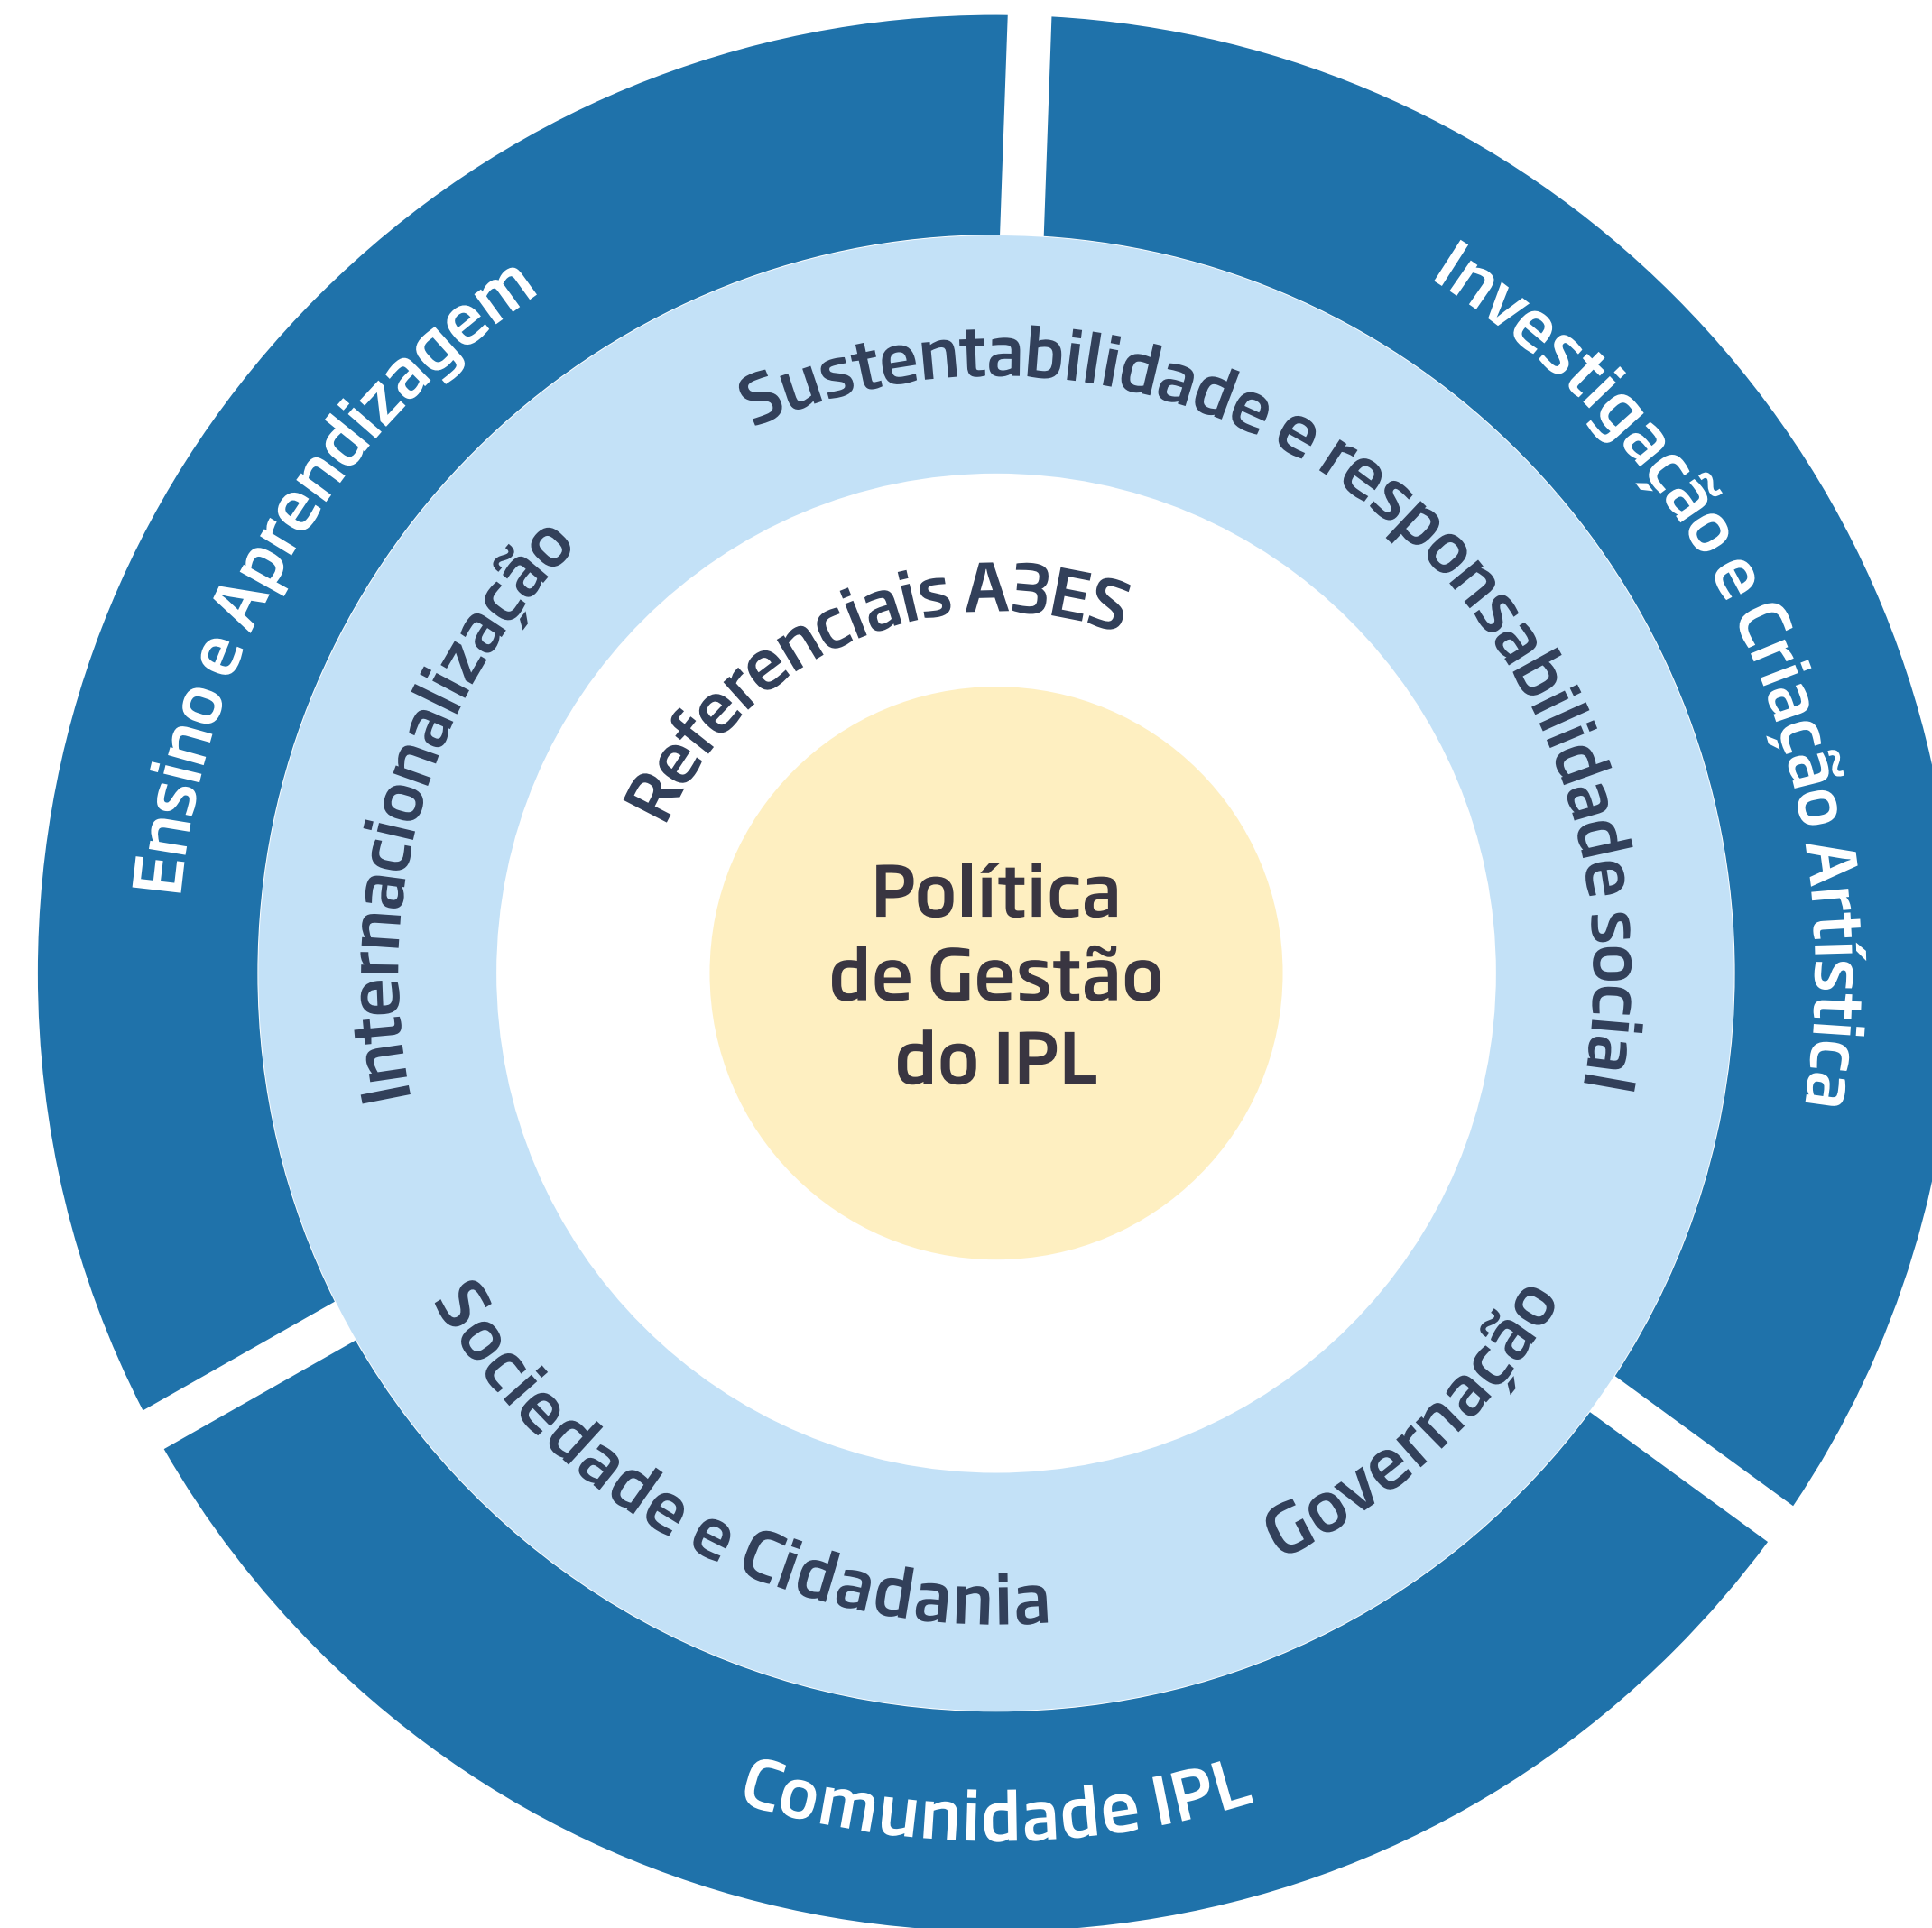 Ensino e Aprendizagem
Investigação e Criação Artística
Sustentabilidade e responsabilidade social
Internacionalização
Referenciais A3ES
Política
de Gestão
do IPL
Sociedade e Cidadania
Governação
Comunidade IPL